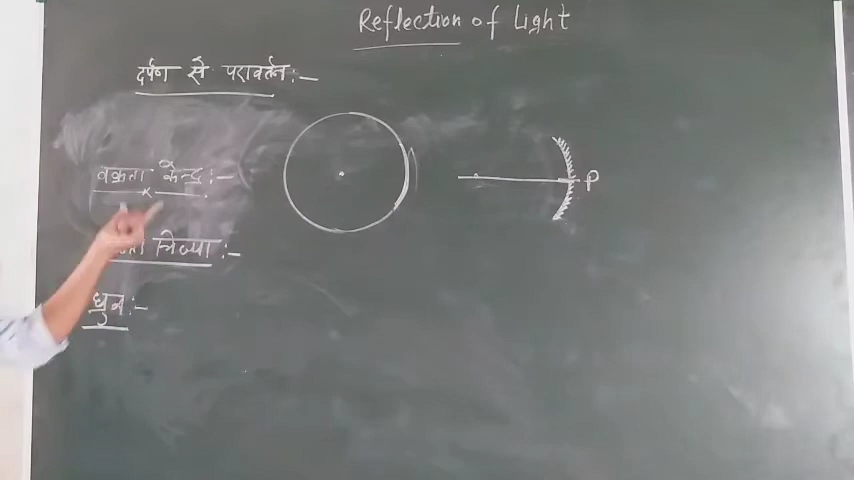 Reflection of Light
दर्पण से परावर्तन :-
वक्रता केन्द्र :-
P
त्रिज्या :-
ध्रुव :-